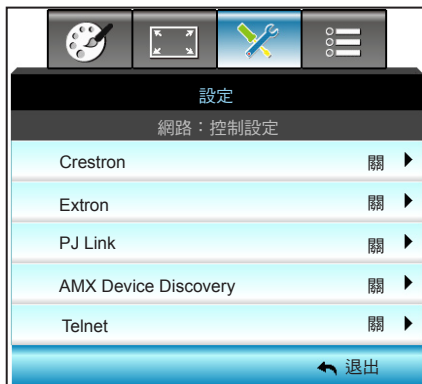 設定
網路：控制設定
Crestron 關
Extron 關
PJ Link 關
AMX Device Discovery 關
Telnet 關
退出